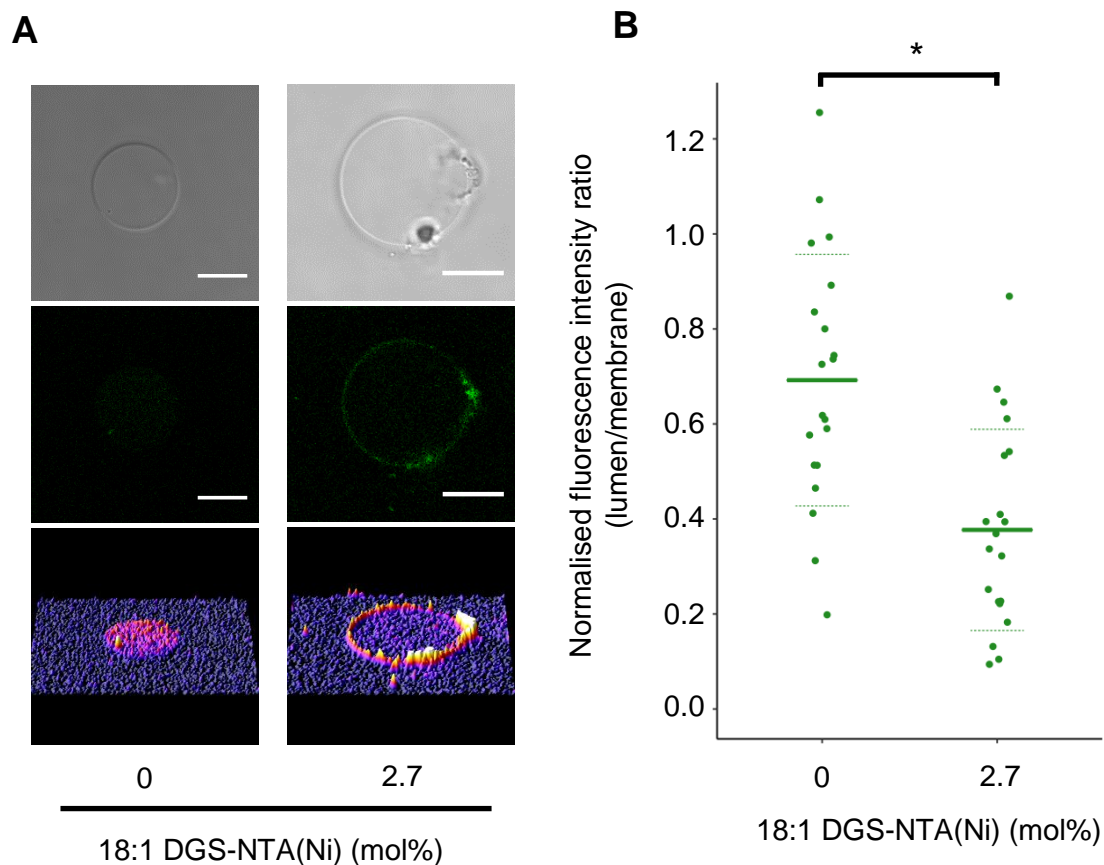 A
0
2.7
18:1 DGS-NTA(Ni) (mol%)
B
*
Normalised fluorescence intensity ratio
(lumen/membrane)
1.2
1.0
0.8
0.6
0.4
0.2
0.0
0
2.7
18:1 DGS-NTA(Ni) (mol%)